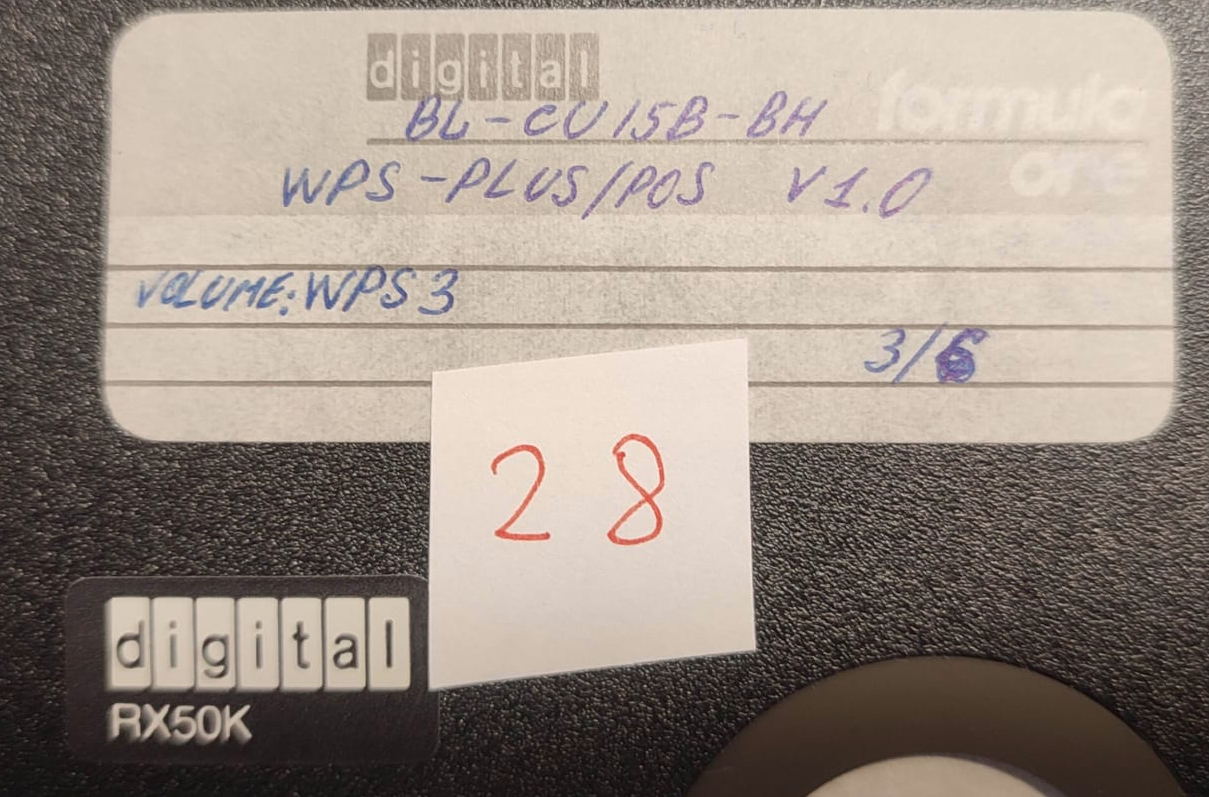 digital
BL-CU15B-BH
formula
one
WPS-PLUS/POS V1.0
VOLUME: WPS3
3/6
28
digital
RX50K